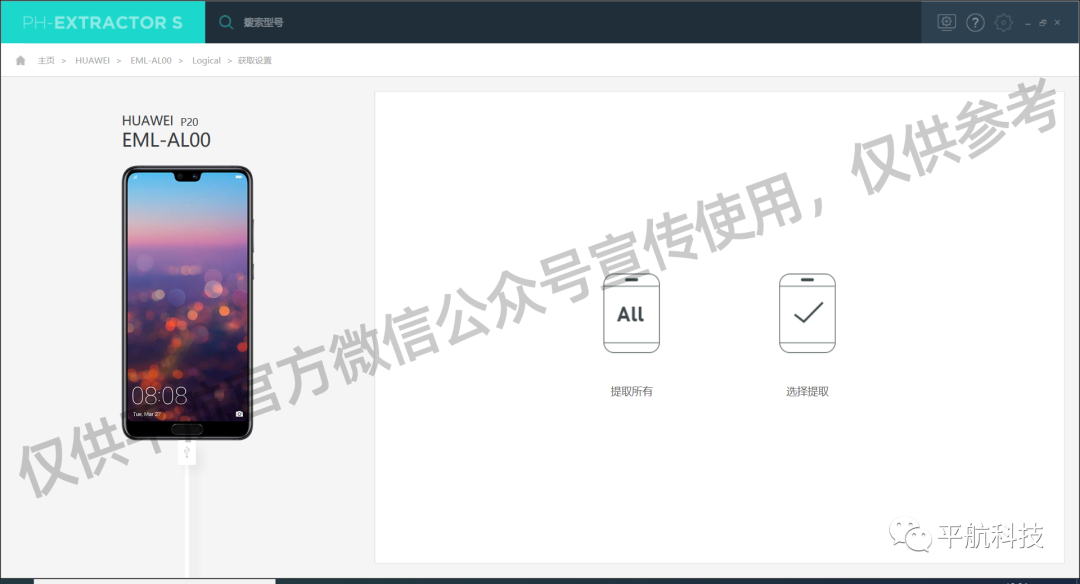 PH-EXTRACTOR S
搜索型号
主页 > HUAWEI > EML-AL00 > Logical > 获取设置
HUAWEI P20
EML-AL00
08:08
Tue, Mar 27
All
提取所有
选择提取
仅供平航官方微信公众号宣传使用，仅供参考
平航科技